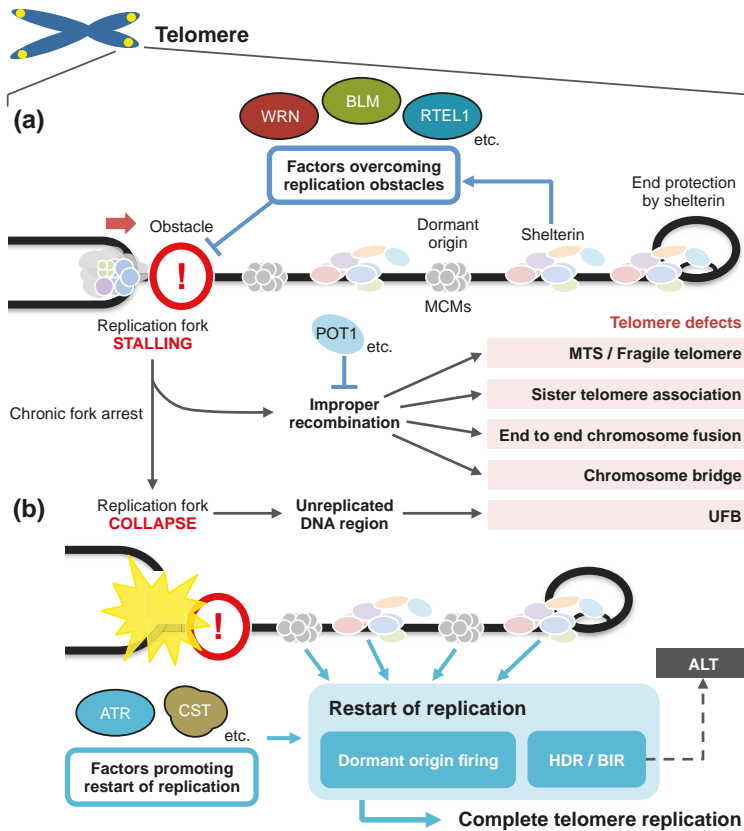 Telomere
(a)
WRN
BLM
RTEL1
etc.
Factors overcoming
replication obstacles
End protection
by shelterin
Obstacle
Dormant
origin
Shelterin
!
MCMs
Replication fork
STALLING
POT1
etc.
Telomere defects
MTS / Fragile telomere
Chronic fork arrest
Improper
recombination
Sister telomere association
End to end chromosome fusion
Chromosome bridge
(b)
Replication fork
COLLAPSE
Unreplicated
DNA region
UFB
!
ALT
ATR
CST
etc.
Restart of replication
Factors promoting
restart of replication
Dormant origin firing
HDR / BIR
Complete telomere replication